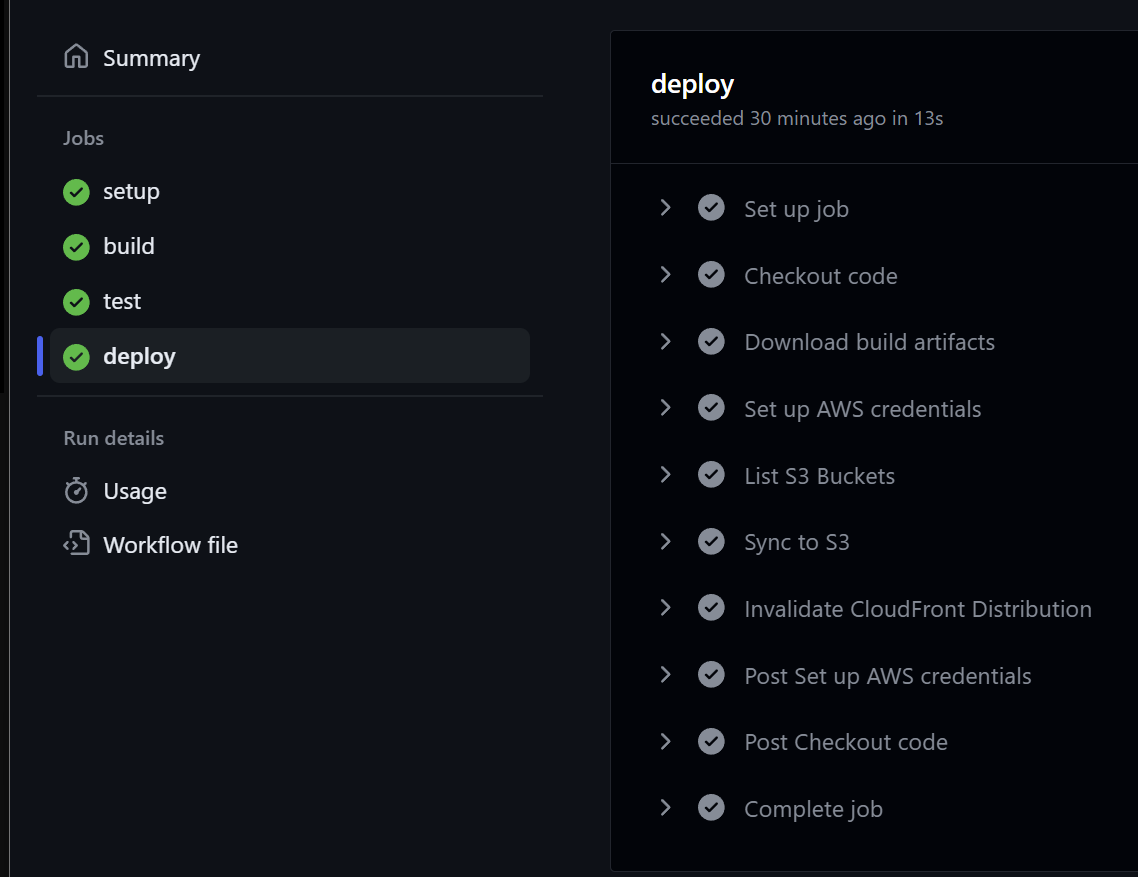 Summary
Jobs
setup
build
test
deploy
Run details
Usage
Workflow file
deploy
succeeded 30 minutes ago in 13s
Set up job
Checkout code
Download build artifacts
Set up AWS credentials
List S3 Buckets
Sync to S3
Invalidate CloudFront Distribution
Post Set up AWS credentials
Post Checkout code
Complete job